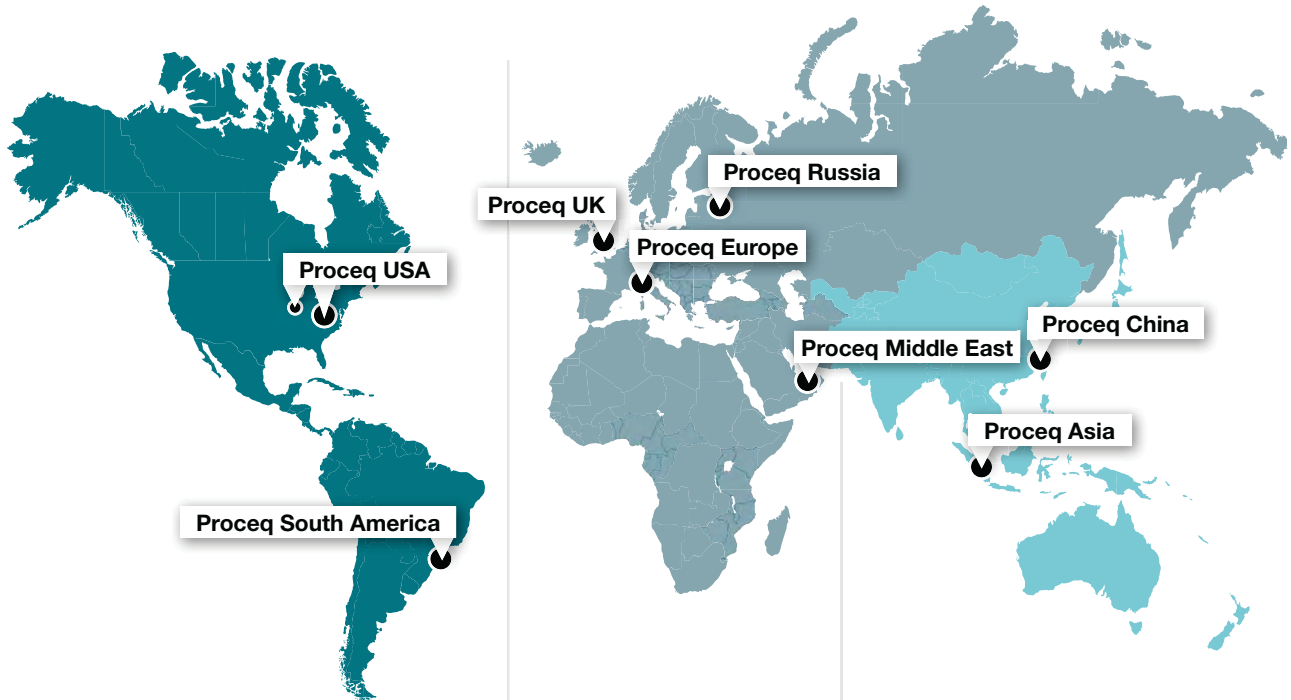 Proceq Russia
Proceq UK
Proceq Europe
Proceq USA
Proceq China
Proceq Middle East
Proceq Asia
Proceq South America